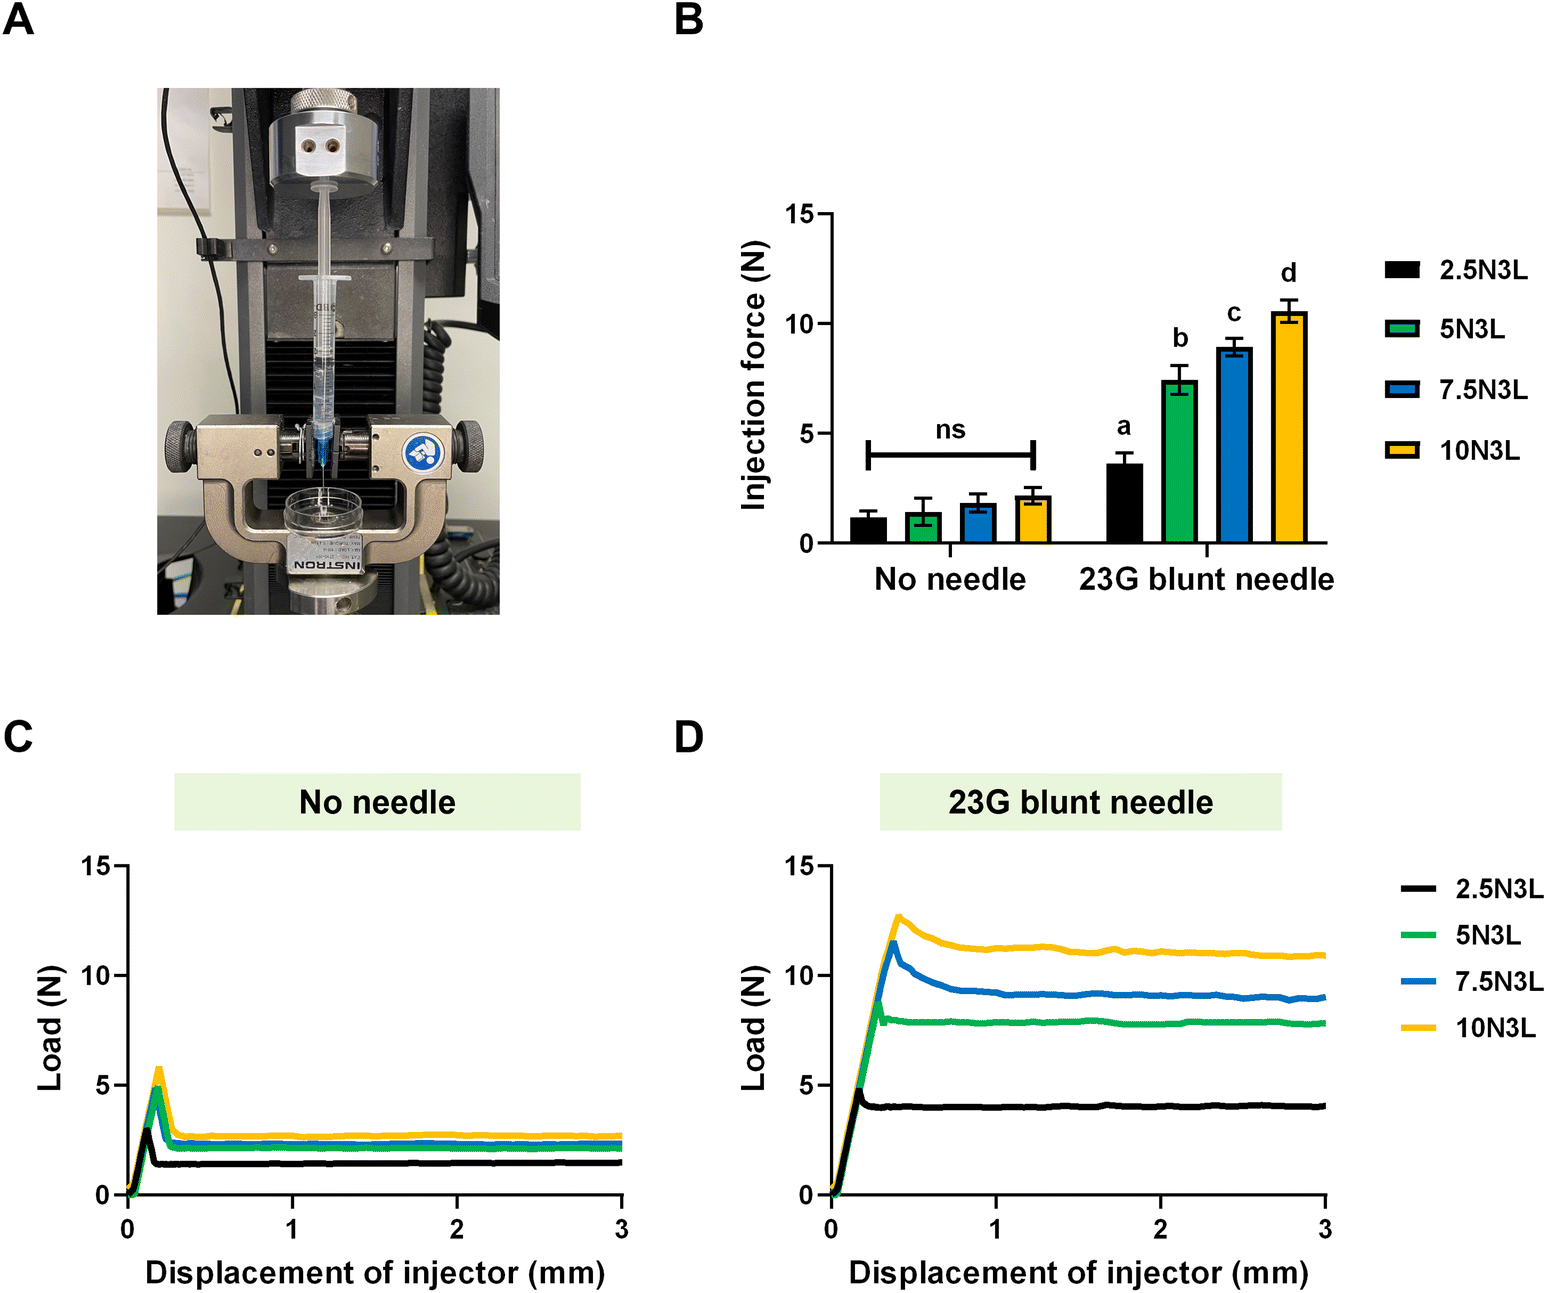 A
B
15
10
5
0
Injection force (N)
ns
a
b
c
d
No needle
23G blunt needle
2.5N3L
5N3L
7.5N3L
10N3L
INSTRON
C
No needle
15
10
5
0
Load (N)
0 1 2 3
Displacement of injector (mm)
D
23G blunt needle
15
10
5
0
Load (N)
0 1 2 3
Displacement of injector (mm)
2.5N3L
5N3L
7.5N3L
10N3L